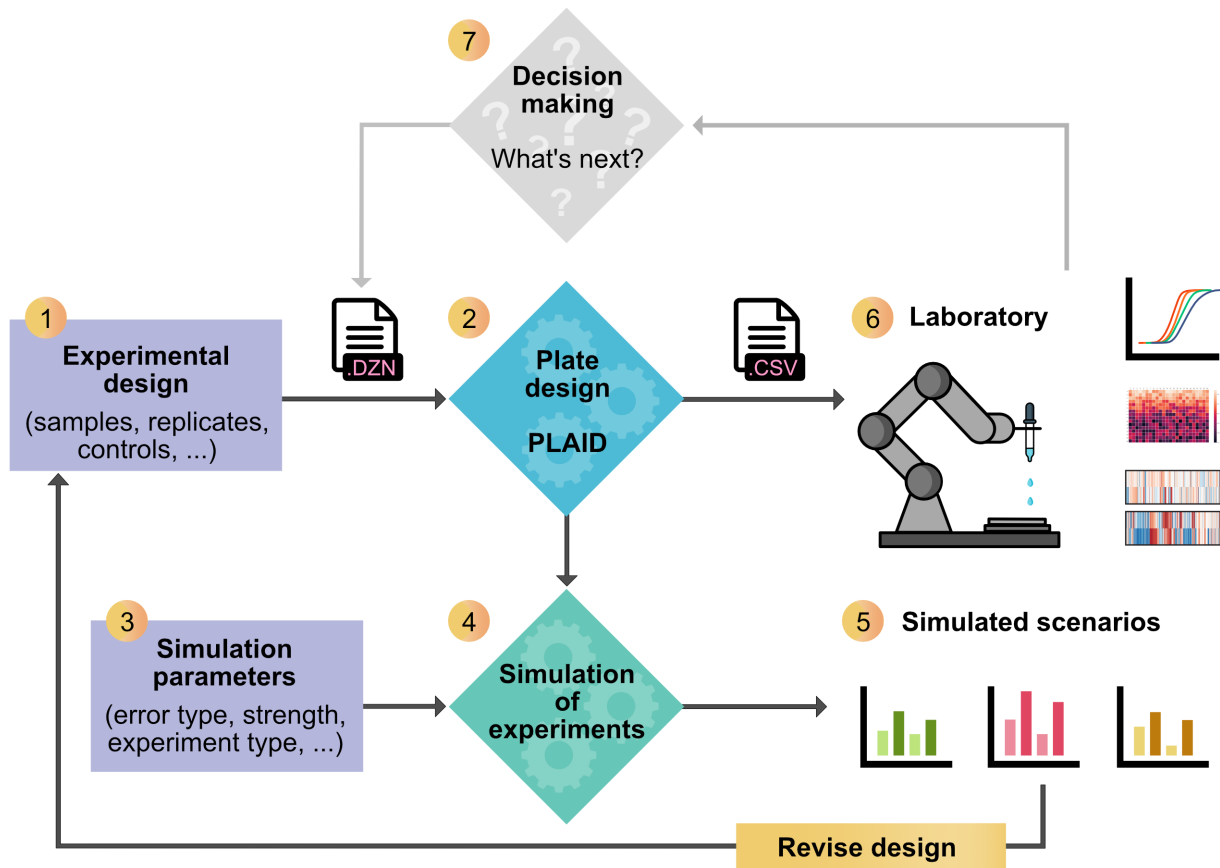 7
Decision
making
What's next?
1
Experimental
design
(samples, replicates,
controls, ...)
.DZN
2
Plate
design
PLAID
.CSV
6
Laboratory
3
Simulation
parameters
(error type, strength,
experiment type, ...)
4
Simulation
of
experiments
5
Simulated scenarios
Revise design